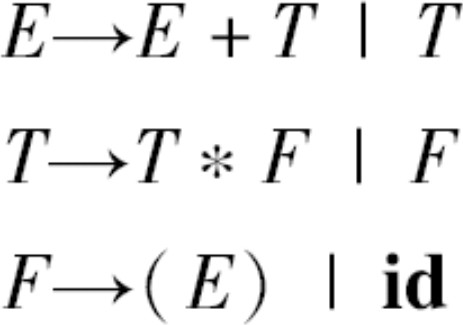 E→E + T | T
T→T * F | F
F→( E ) | id